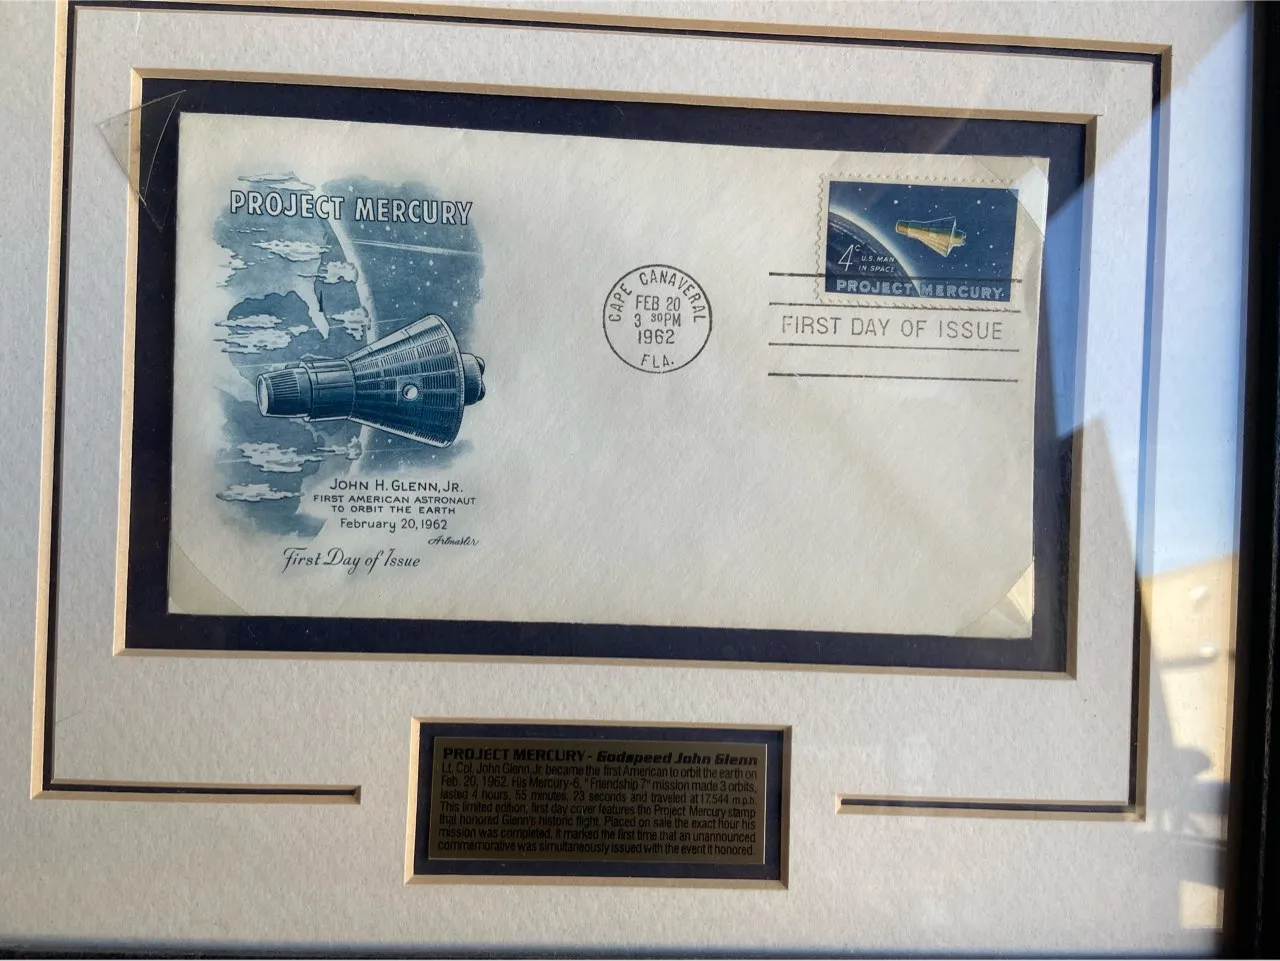 PROJECT MERCURY
JOHN H. GLENN, JR.
FIRST AMERICAN ASTRONAUT
TO ORBIT THE EARTH
February 20, 1962
Artmaster
First Day of Issue
CAPE CANAVERAL
FEB 20
3 30PM
1962
FLA.
4c U.S. MAN
IN SPACE
PROJECT MERCURY
FIRST DAY OF ISSUE
PROJECT MERCURY - Godspeed John Glenn
Lt. Col. John Glenn, Jr. became the first American to orbit the earth on
Feb. 20, 1962. His Mercury-6, "Friendship 7" mission made 3 orbits,
lasted 4 hours, 55 minutes, 23 seconds and traveled at 17,544 m.p.h.
This limited edition, first day cover features the Project Mercury stamp
that honored Glenn's historic flight. Placed on sale the exact hour his
mission was completed, it marked the first time that an unannounced
commemorative was simultaneously issued with the event it honored.